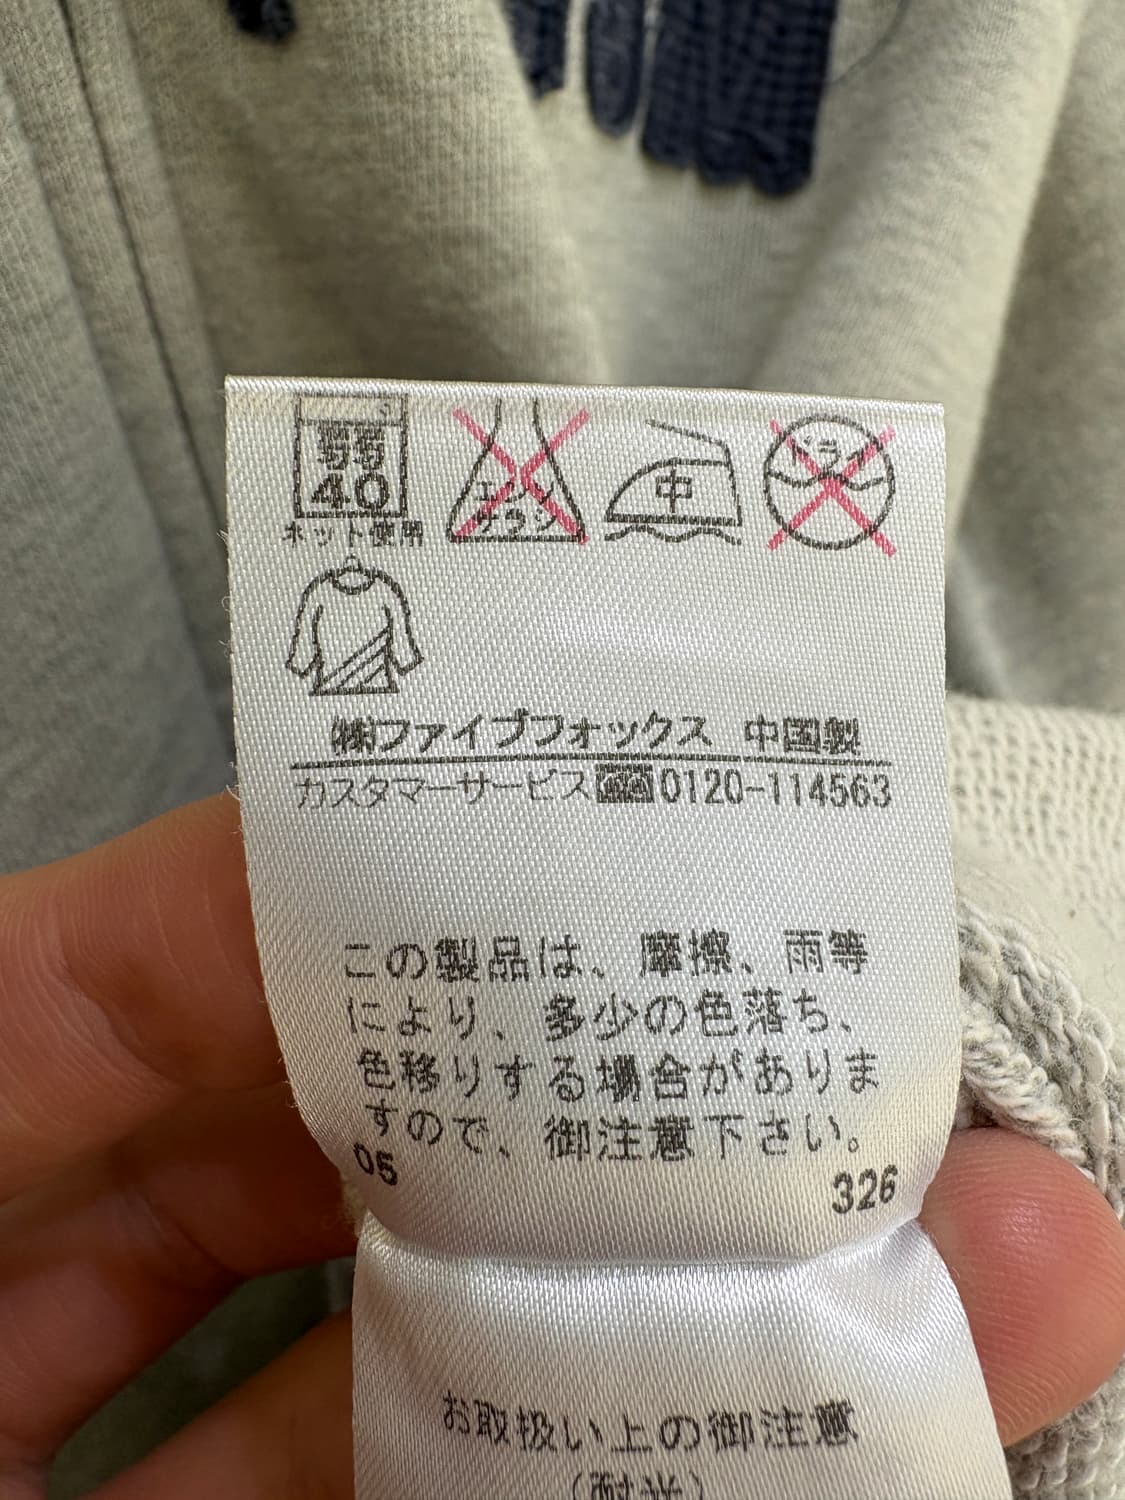 弱
40
ネット使用
エンソ
サラシ
中
ドライ
㈱ファイブフォックス 中国製
カスタマーサービス 0120-114563
この製品は、摩擦、雨等
により、多少の色落ち、
色移りする場合がありま
すので、御注意下さい。
05 326
お取扱い上の御注意
(耐光)